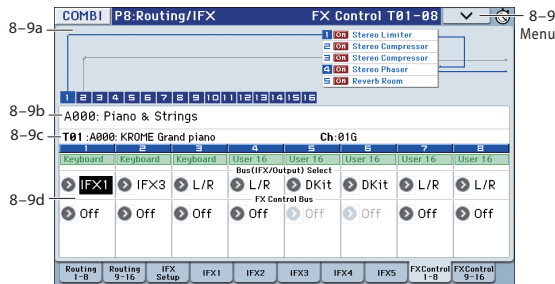 COMBI P8:Routing/IFX FX Control T01-08 8–9
Menu
8–9a
1 On Stereo Limiter
2 On Stereo Compressor
3 On Stereo Compressor
4 On Stereo Phaser
5 On Reverb Room
1 2 3 4 5 6 7 8 9 10 11 12 13 14 15 16
8–9b A000: Piano & Strings
8–9c T01 :A000: KROME Grand piano Ch:01G
1 2 3 4 5 6 7 8
Keyboard Keyboard Keyboard User 16 User 16 User 16 User 16 User 16
Bus(IFX/Output) Select
IFX1 IFX3 L/R L/R DKit DKit L/R L/R
8–9d FX Control Bus
Off Off Off Off Off Off Off Off
Routing 1-8 Routing 9-16 IFX Setup IFX1 IFX2 IFX3 IFX4 IFX5 FXControl 1-8 FXControl 9-16